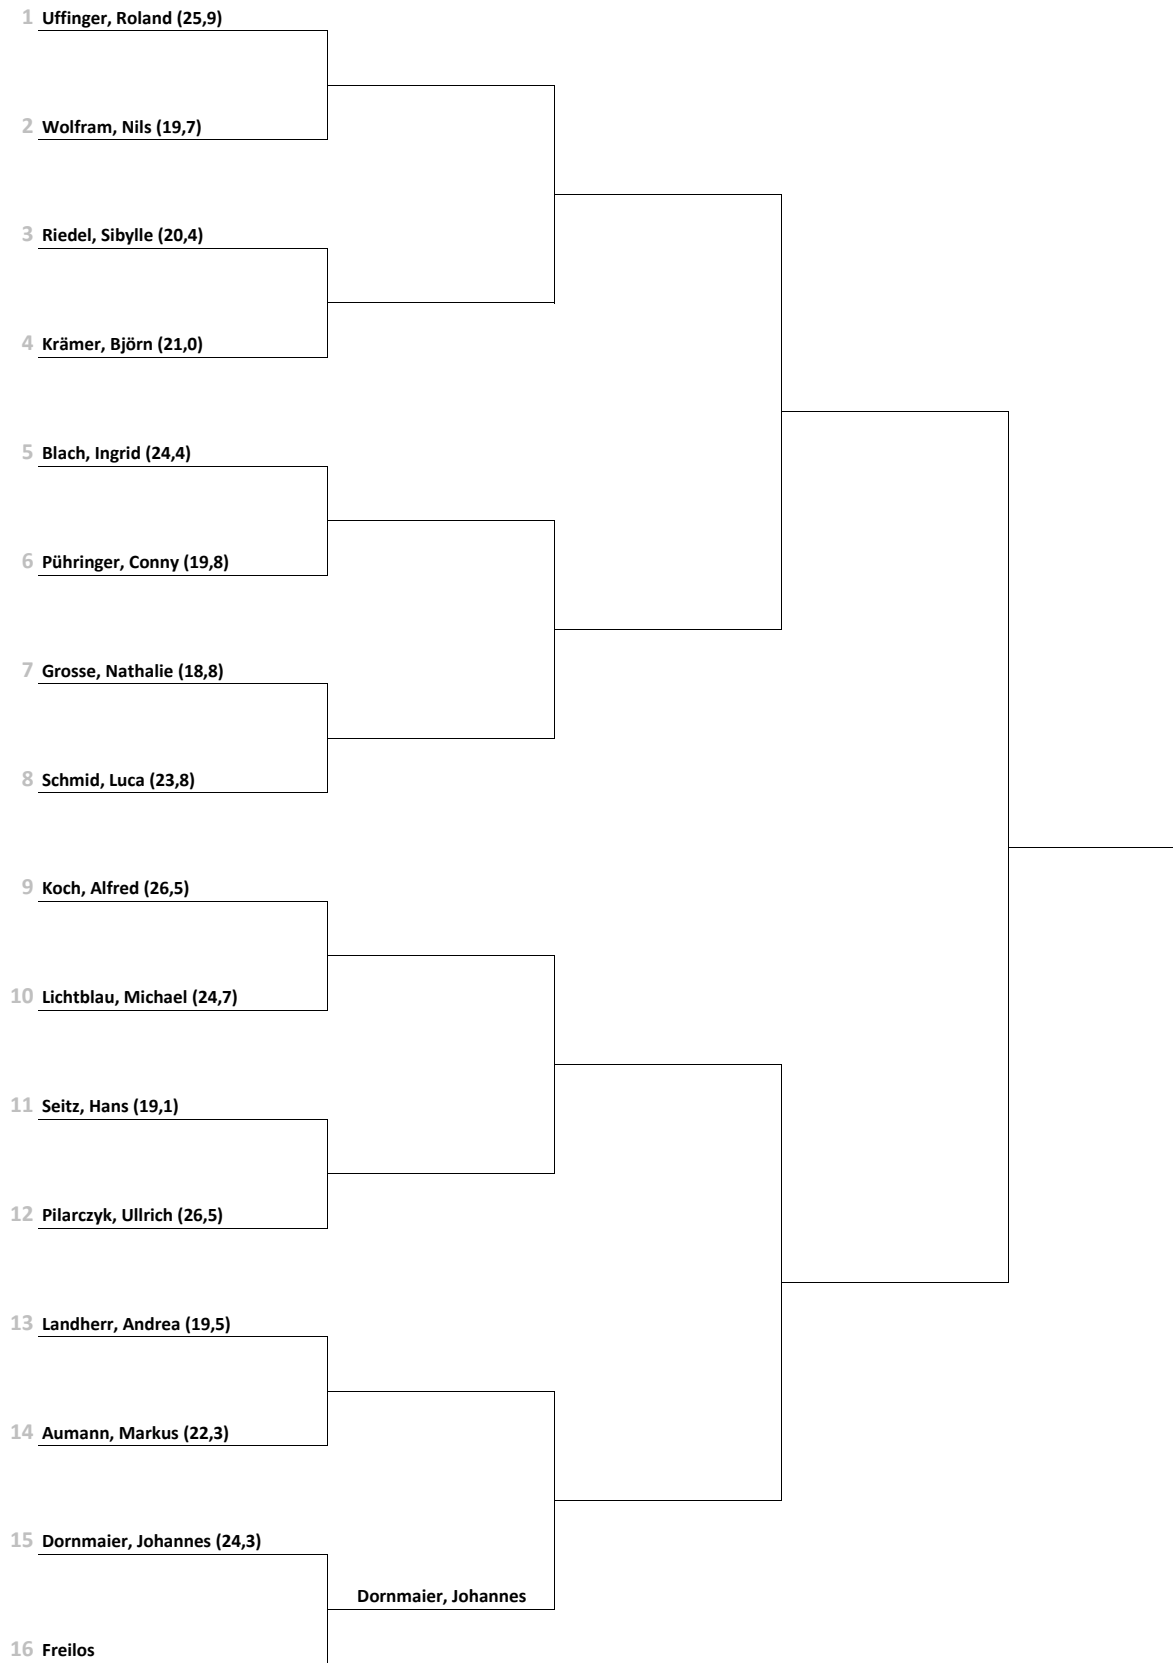 1 Uffinger, Roland (25,9)
2 Wolfram, Nils (19,7)
3 Riedel, Sibylle (20,4)
4 Krämer, Björn (21,0)
5 Blach, Ingrid (24,4)
6 Pühringer, Conny (19,8)
7 Grosse, Nathalie (18,8)
8 Schmid, Luca (23,8)
9 Koch, Alfred (26,5)
10 Lichtblau, Michael (24,7)
11 Seitz, Hans (19,1)
12 Pilarczyk, Ullrich (26,5)
13 Landherr, Andrea (19,5)
14 Aumann, Markus (22,3)
15 Dornmaier, Johannes (24,3)
Dornmaier, Johannes
16 Freilos